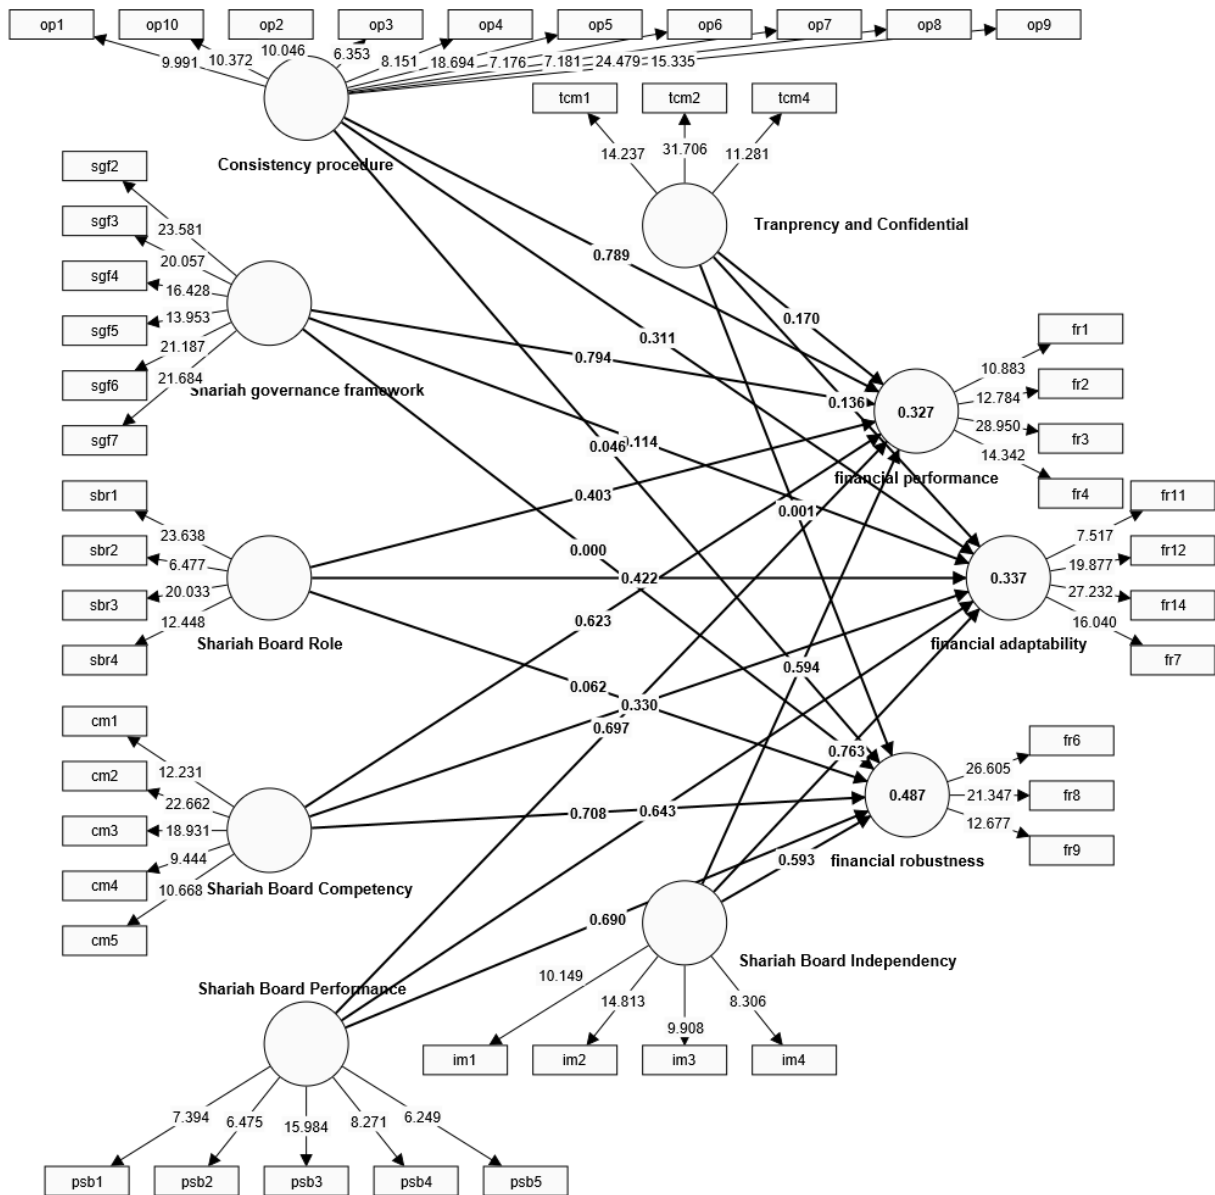 op1
op10
op2
op3
op4
op5
op6
op7
op8
op9
9.991
10.372
10.046
6.353
8.151
18.694
7.176
7.181
24.479
15.335
Consistency procedure
tcm1
tcm2
tcm4
14.237
31.706
11.281
Tranprency and Confidential
sgf2
sgf3
sgf4
sgf5
sgf6
sgf7
23.581
20.057
16.428
13.953
21.187
21.684
Shariah governance framework
sbr1
sbr2
sbr3
sbr4
23.638
6.477
20.033
12.448
Shariah Board Role
cm1
cm2
cm3
cm4
cm5
12.231
22.662
18.931
9.444
10.668
Shariah Board Competency
Shariah Board Performance
7.394
6.475
15.984
8.271
6.249
psb1
psb2
psb3
psb4
psb5
0.789
0.170
0.311
0.794
0.136
0.046
0.114
0.403
0.001
0.000
0.422
0.623
0.594
0.062
0.330
0.697
0.763
0.708
0.643
0.593
0.690
0.327
financial performance
10.883
12.784
28.950
14.342
fr1
fr2
fr3
fr4
0.337
financial adaptability
7.517
19.877
27.232
16.040
fr11
fr12
fr14
fr7
0.487
financial robustness
26.605
21.347
12.677
fr6
fr8
fr9
Shariah Board Independency
10.149
14.813
9.908
8.306
im1
im2
im3
im4